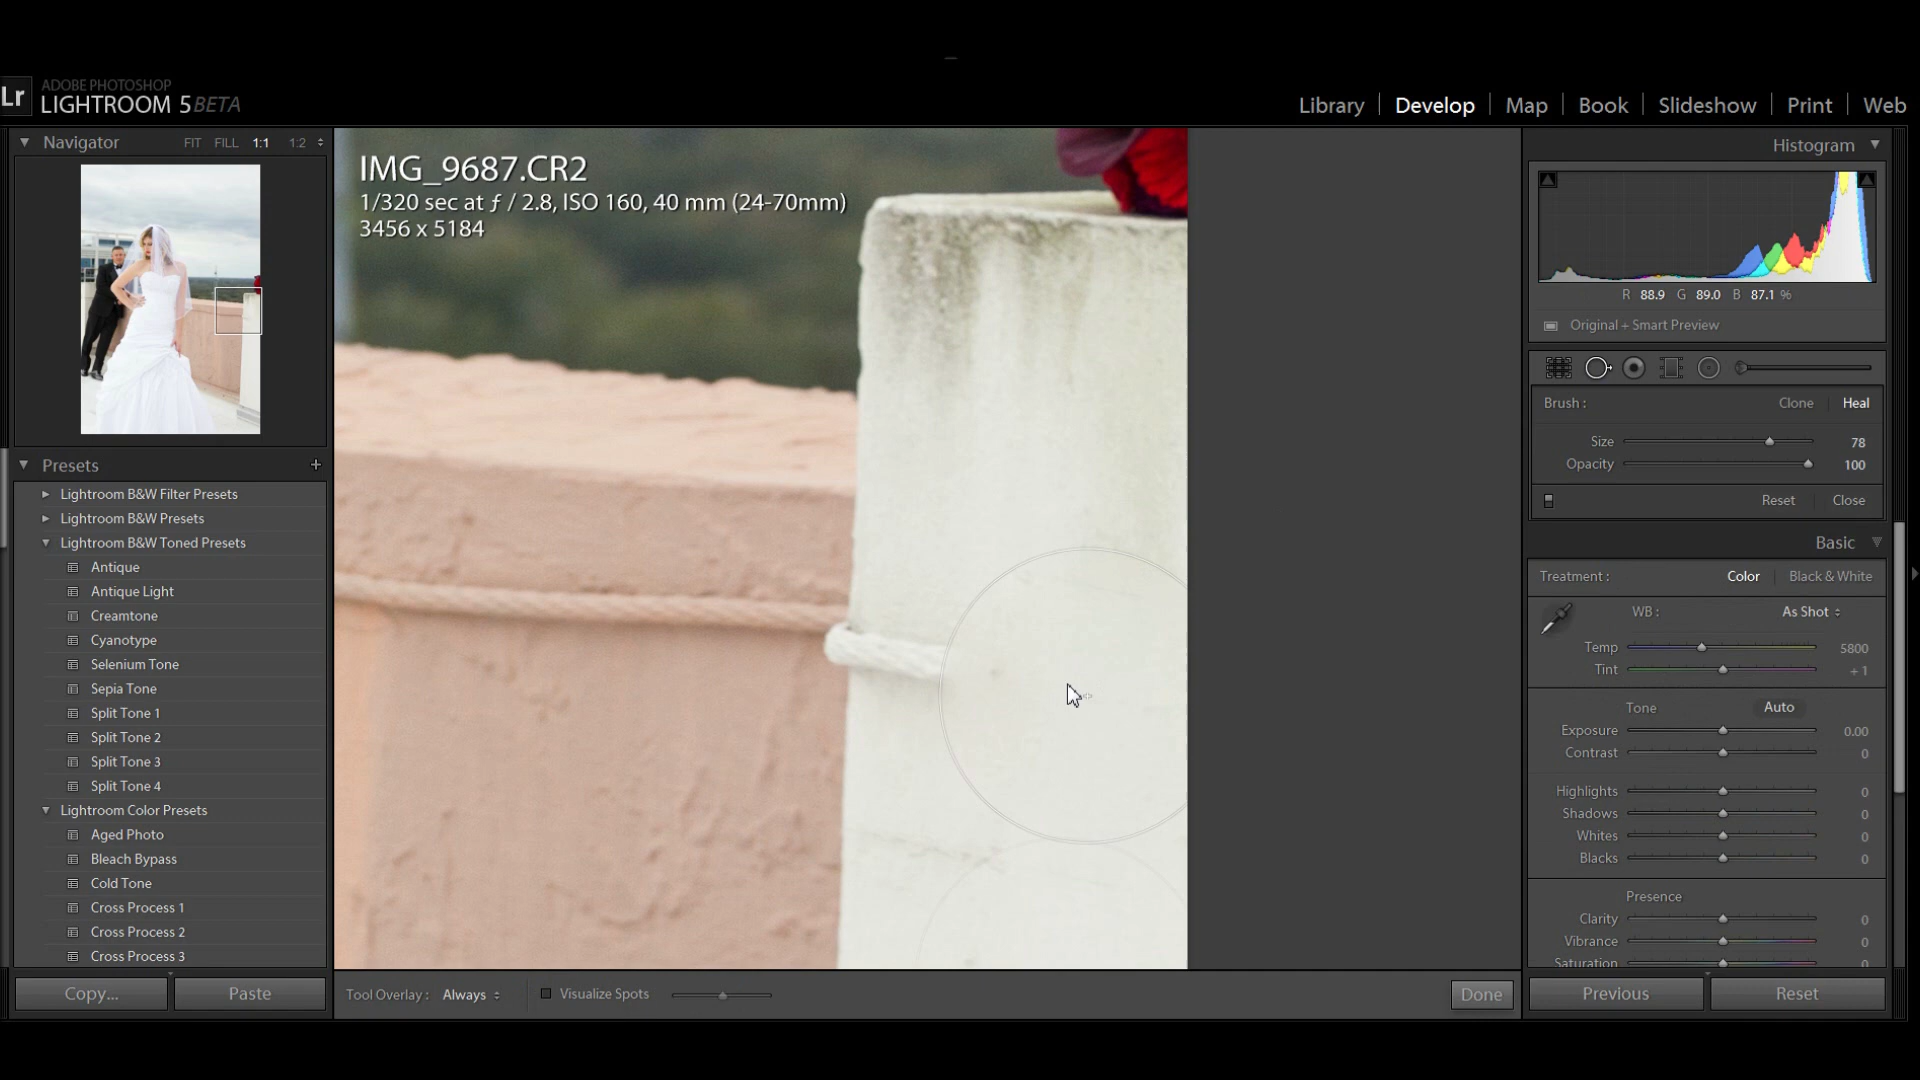 Lr
ADOBE PHOTOSHOP
LIGHTROOM 5 BETA
Library | Develop | Map | Book | Slideshow | Print | Web
Navigator FIT FILL 1:1 1:2
Presets +
Lightroom B&W Filter Presets
Lightroom B&W Presets
Lightroom B&W Toned Presets
Antique
Antique Light
Creamtone
Cyanotype
Selenium Tone
Sepia Tone
Split Tone 1
Split Tone 2
Split Tone 3
Split Tone 4
Lightroom Color Presets
Aged Photo
Bleach Bypass
Cold Tone
Cross Process 1
Cross Process 2
Cross Process 3
Copy... Paste
IMG_9687.CR2
1/320 sec at ƒ / 2.8, ISO 160, 40 mm (24-70mm)
3456 x 5184
Tool Overlay : Always Visualize Spots Done
Histogram
R 88.9 G 89.0 B 87.1 %
Original + Smart Preview
Brush : Clone | Heal
Size 78
Opacity 100
Reset Close
Basic
Treatment : Color | Black & White
WB : As Shot
Temp 5800
Tint + 1
Tone Auto
Exposure 0.00
Contrast 0
Highlights 0
Shadows 0
Whites 0
Blacks 0
Presence
Clarity 0
Vibrance 0
Saturation 0
Previous Reset